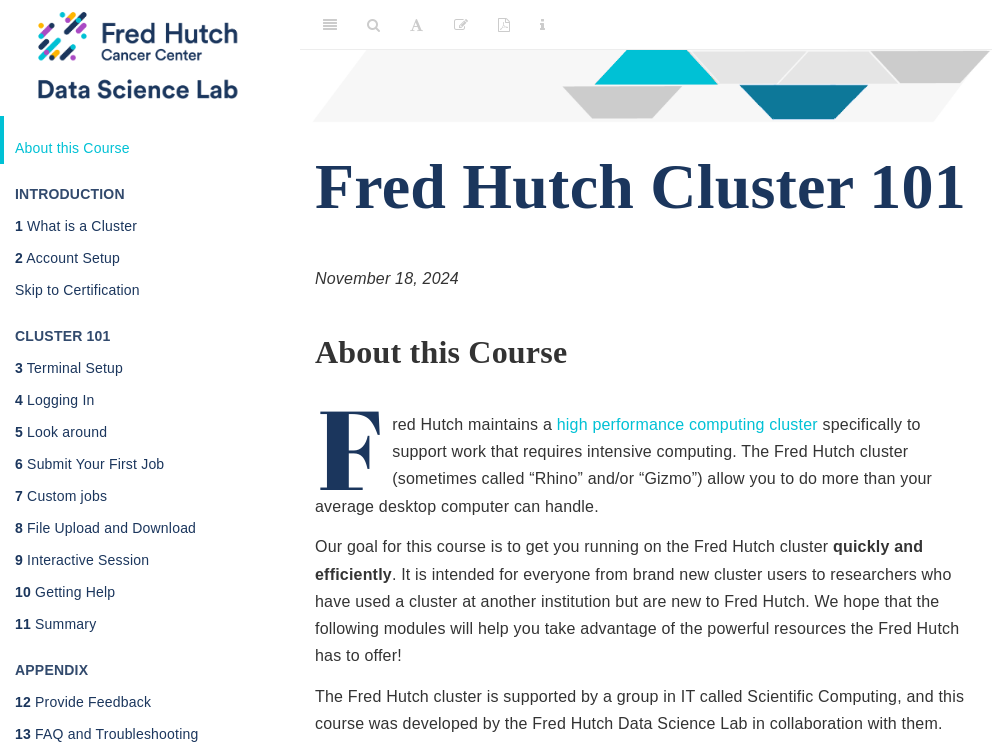 Fred Hutch
Cancer Center
Data Science Lab
About this Course
INTRODUCTION
1 What is a Cluster
2 Account Setup
Skip to Certification
CLUSTER 101
3 Terminal Setup
4 Logging In
5 Look around
6 Submit Your First Job
7 Custom jobs
8 File Upload and Download
9 Interactive Session
10 Getting Help
11 Summary
APPENDIX
12 Provide Feedback
13 FAQ and Troubleshooting
Fred Hutch Cluster 101
November 18, 2024
About this Course
Fred Hutch maintains a high performance computing cluster specifically to
support work that requires intensive computing. The Fred Hutch cluster
(sometimes called “Rhino” and/or “Gizmo”) allow you to do more than your
average desktop computer can handle.
Our goal for this course is to get you running on the Fred Hutch cluster quickly and
efficiently. It is intended for everyone from brand new cluster users to researchers who
have used a cluster at another institution but are new to Fred Hutch. We hope that the
following modules will help you take advantage of the powerful resources the Fred Hutch
has to offer!
The Fred Hutch cluster is supported by a group in IT called Scientific Computing, and this
course was developed by the Fred Hutch Data Science Lab in collaboration with them.